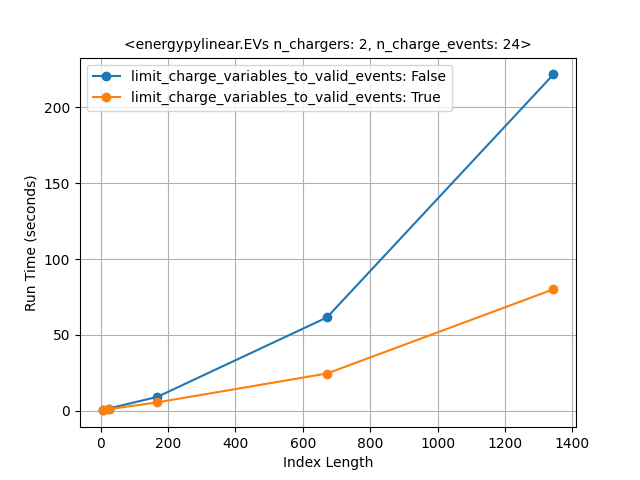 <energypylinear.EVs n_chargers: 2, n_charge_events: 24>
limit_charge_variables_to_valid_events: False
limit_charge_variables_to_valid_events: True
200
150
100
50
0
Run Time (seconds)
0 200 400 600 800 1000 1200 1400
Index Length